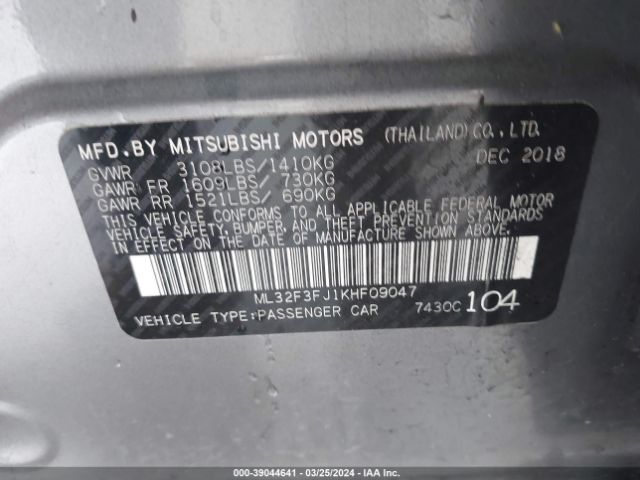 MFD. BY MITSUBISHI MOTORS (THAILAND) CO., LTD.
DEC 2018
GVWR 3108LBS/1410KG
GAWR FR 1609LBS/ 730KG
GAWR RR 1521LBS/ 690KG
THIS VEHICLE CONFORMS TO ALL APPLICABLE FEDERAL MOTOR
VEHICLE SAFETY, BUMPER, AND THEFT PREVENTION STANDARDS
IN EFFECT ON THE DATE OF MANUFACTURE SHOWN ABOVE.
ML32F3FJ1KHF09047
VEHICLE TYPE:PASSENGER CAR 7430C 104
000-39044641 / 03/25/2024 / IAAI.COM